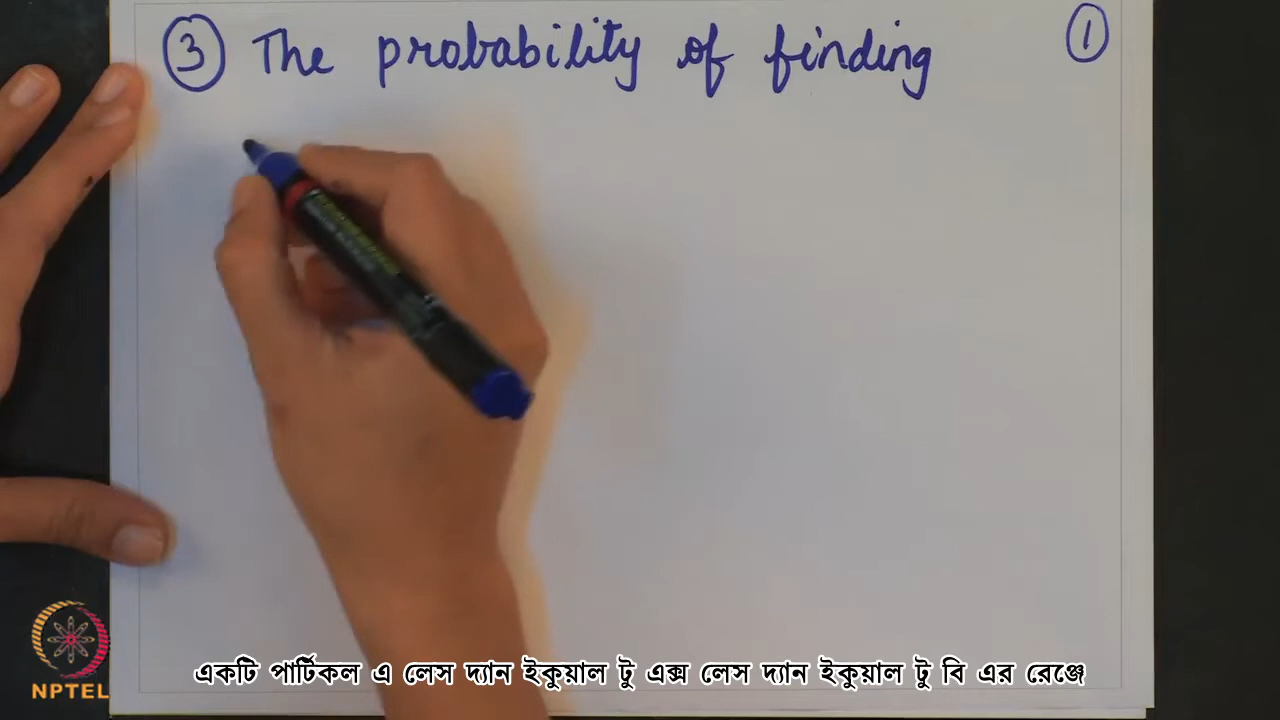 ③ The probability of finding
①
NPTEL
একটি পার্টিকল এ লেস দ্যান ইকুয়াল টু এক্স লেস দ্যান ইকুয়াল টু বি এর রেঞ্জে